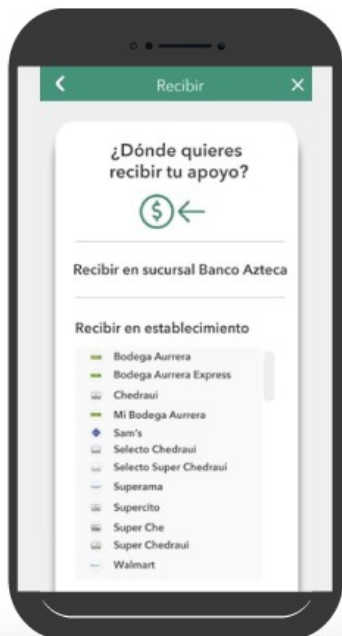 Recibir
¿Dónde quieres
recibir tu apoyo?
$
Recibir en sucursal Banco Azteca
Recibir en establecimiento
Bodega Aurrera
Bodega Aurrera Express
Chedraui
Mi Bodega Aurrera
Sam's
Selecto Chedraui
Selecto Super Chedraui
Superama
Supercito
Super Che
Super Chedraui
Walmart